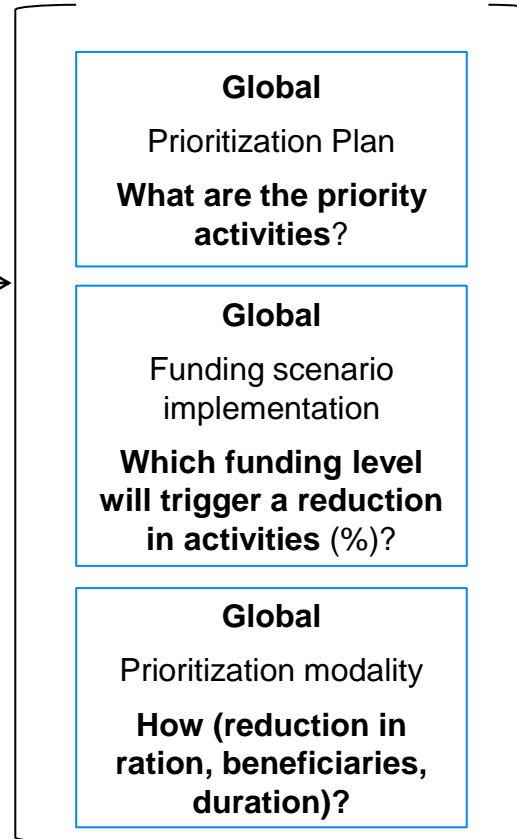 Global
Prioritization Plan
What are the priority
activities?
Global
Funding scenario
implementation
Which funding level
will trigger a reduction
in activities (%)?
Global
Prioritization modality
How (reduction in
ration, beneficiaries,
duration)?